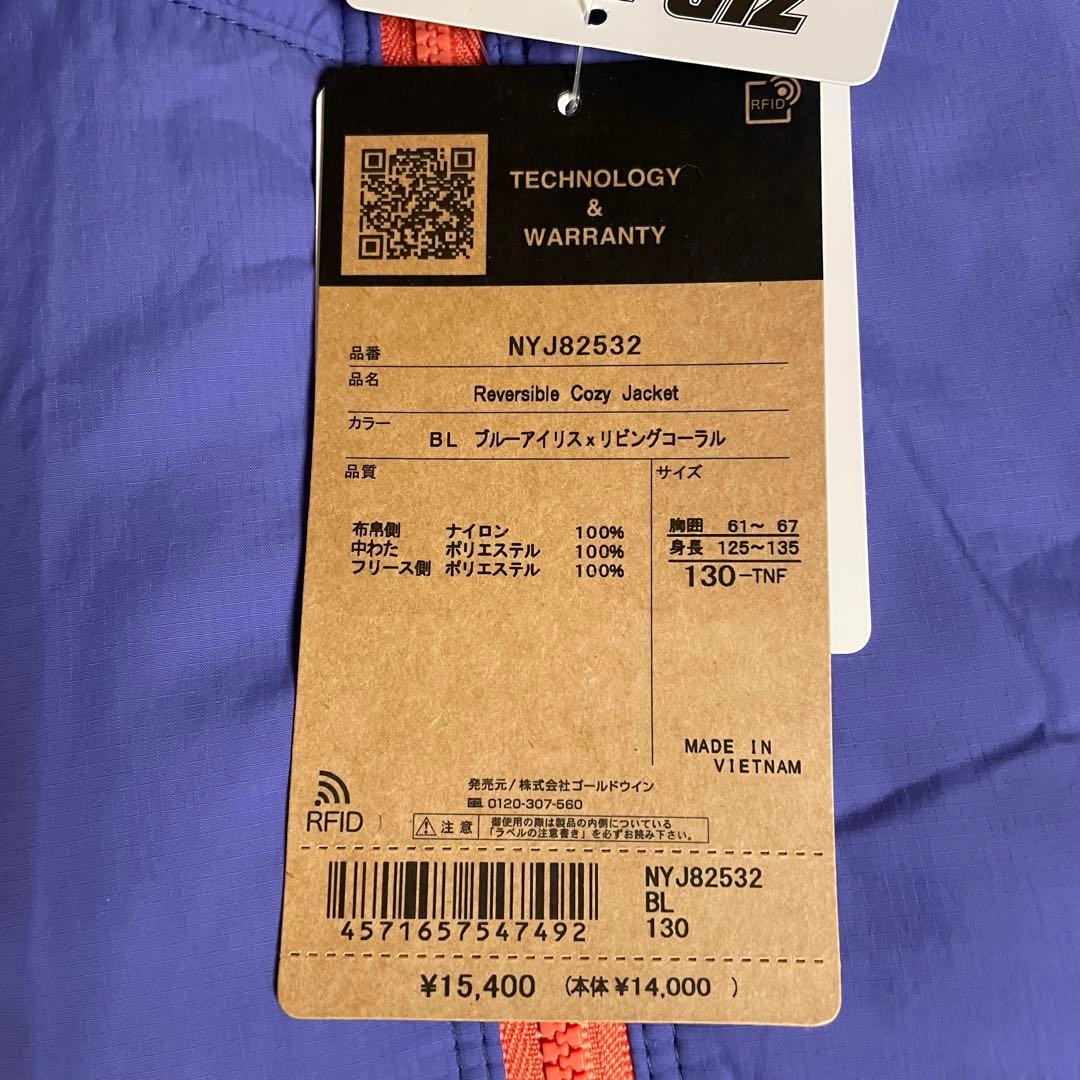 ZIP
RFID
TECHNOLOGY
&
WARRANTY
品番 NYJ82532
品名
Reversible Cozy Jacket
カラー
BL ブルーアイリスxリビングコーラル
品質 サイズ
布帛側 ナイロン 100%
中わた ポリエステル 100%
フリース側 ポリエステル 100%
胸囲 61～ 67
身長 125～135
130-TNF
MADE IN
VIETNAM
発売元/株式会社ゴールドウイン
0120-307-560
RFID
注意
御使用の際は製品の内側についている
「ラベルの注意書き」を必ずお読み下さい。
4571657547492
NYJ82532
BL
130
¥15,400 (本体¥14,000 )